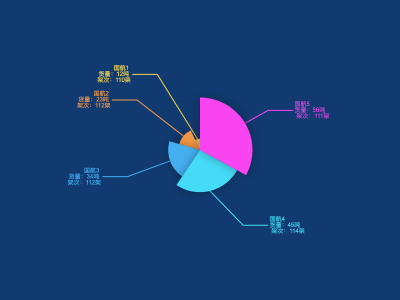 国航1
货量：12吨
架次：110架
国航2
货量：23吨
架次：112架
国航5
货量：56吨
架次：111架
国航3
货量：34吨
架次：112架
国航4
货量：45吨
架次：114架